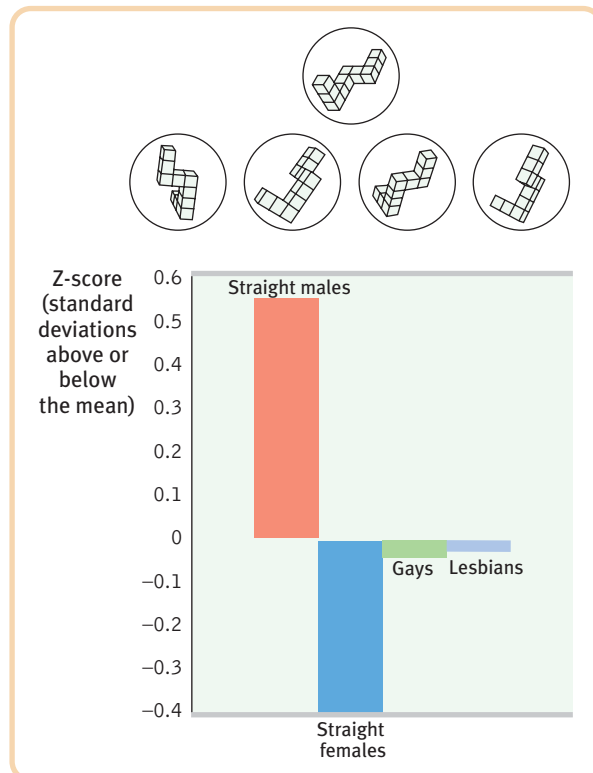 Z-score
(standard
deviations
above or
below
the mean)
0.6
0.5
0.4
0.3
0.2
0.1
0
−0.1
−0.2
−0.3
−0.4
Straight males
Gays
Lesbians
Straight
females